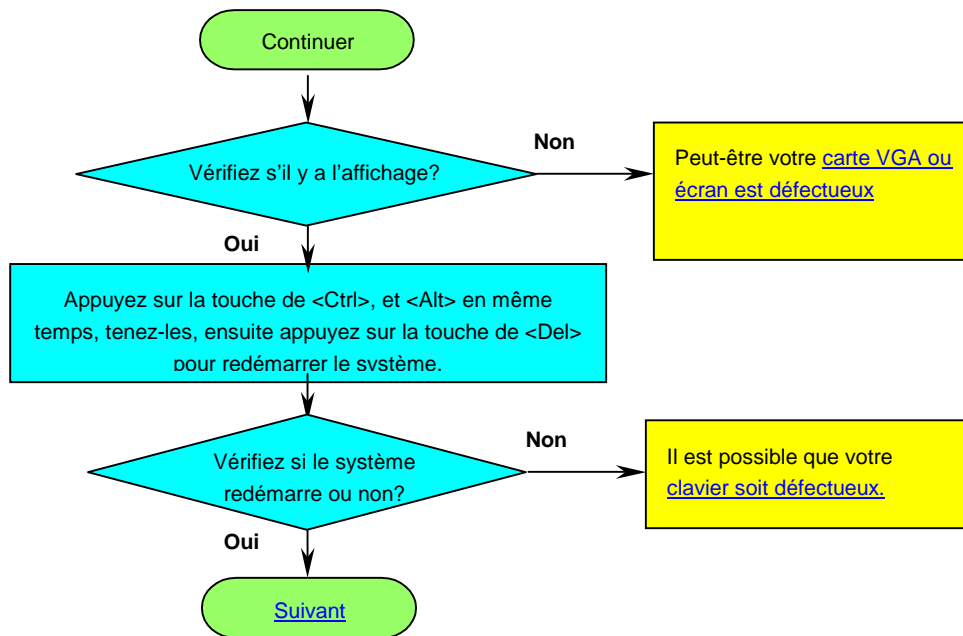 Continuer
Vérifiez s'il y a l'affichage?
Non
Peut-être votre carte VGA ou
écran est défectueux
Oui
Appuyez sur la touche de <Ctrl>, et <Alt> en même
temps, tenez-les, ensuite appuyez sur la touche de <Del>
pour redémarrer le système.
Vérifiez si le système
redémarre ou non?
Non
Il est possible que votre
clavier soit défectueux.
Oui
Suivant